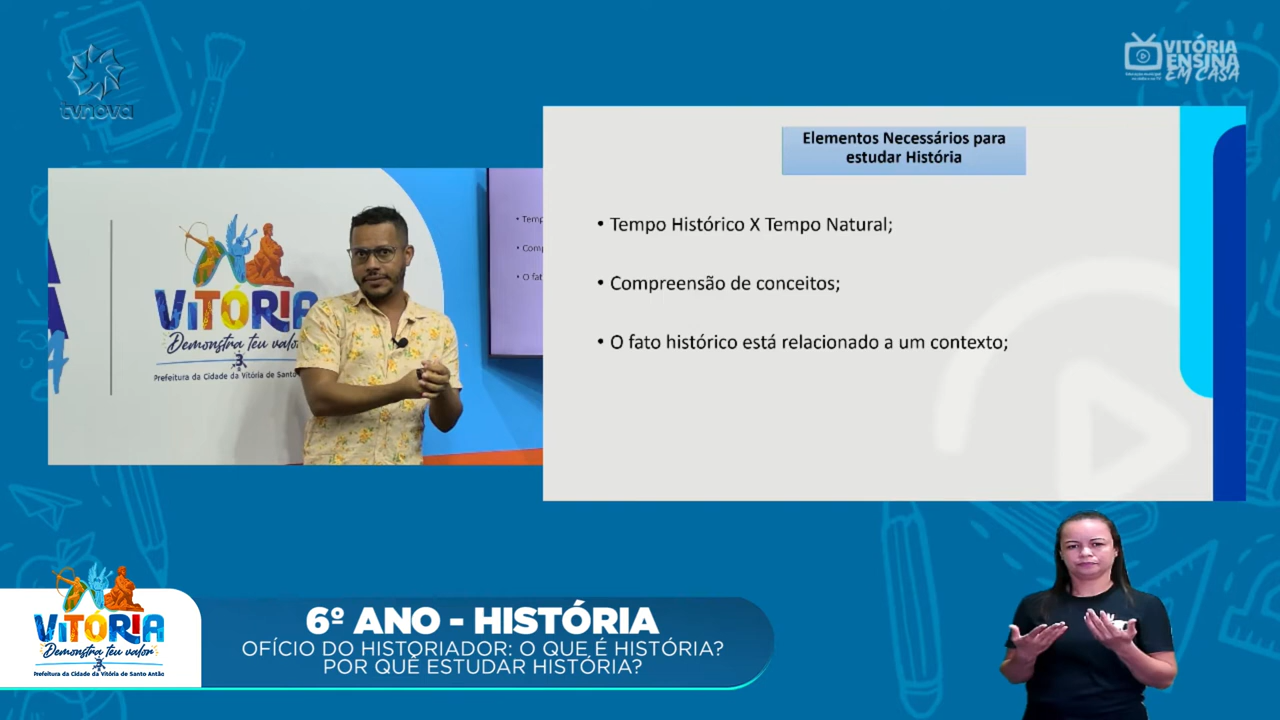 tvnova
VITÓRIA
ENSINA
EM CASA
Elementos Necessários para
estudar História
• Tempo Histórico X Tempo Natural;
• Compreensão de conceitos;
• O fato histórico está relacionado a um contexto;
• Temp
• Comp
• O fat
VITÓRIA
Demonstra teu valor
Prefeitura da Cidade da Vitória de Santo
6º ANO - HISTÓRIA
OFÍCIO DO HISTORIADOR: O QUE É HISTÓRIA?
POR QUE ESTUDAR HISTÓRIA?
VITÓRIA
Demonstra teu valor
Prefeitura da Cidade da Vitória de Santo Antão